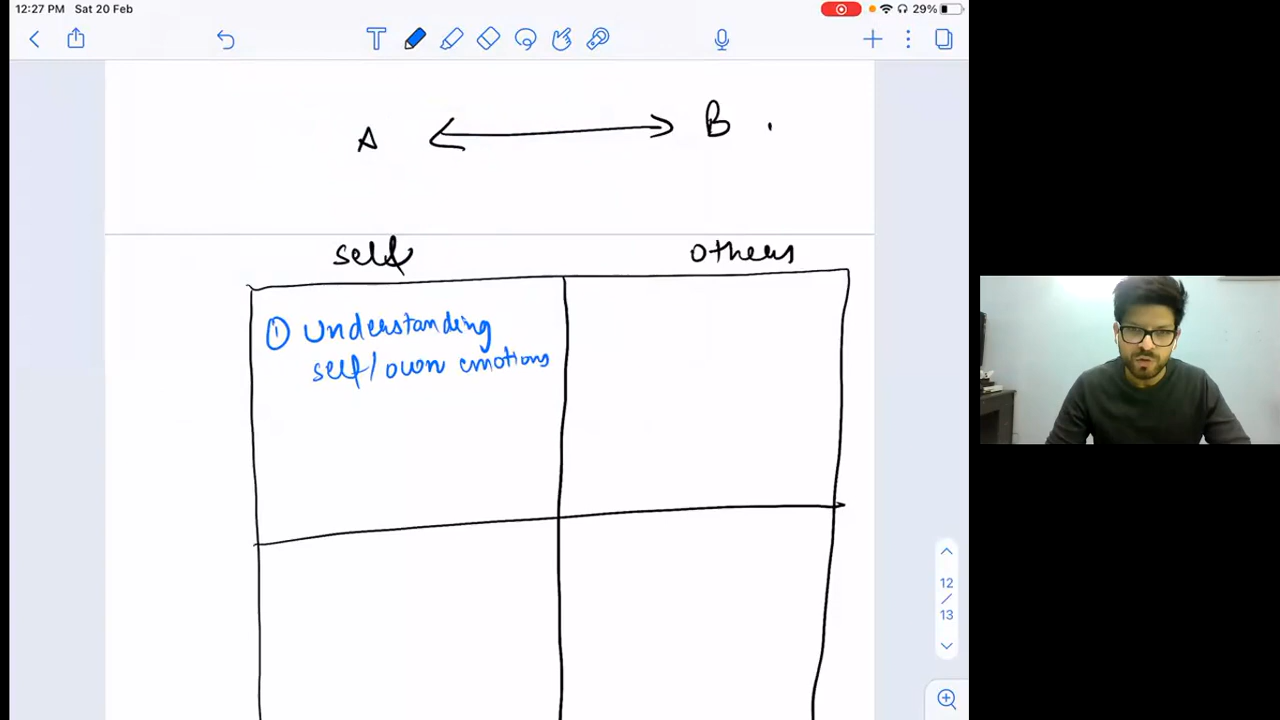 12:27 PM Sat 20 Feb
29%
T
A B .
self others
① Understanding
self/own emotions
12
/
13